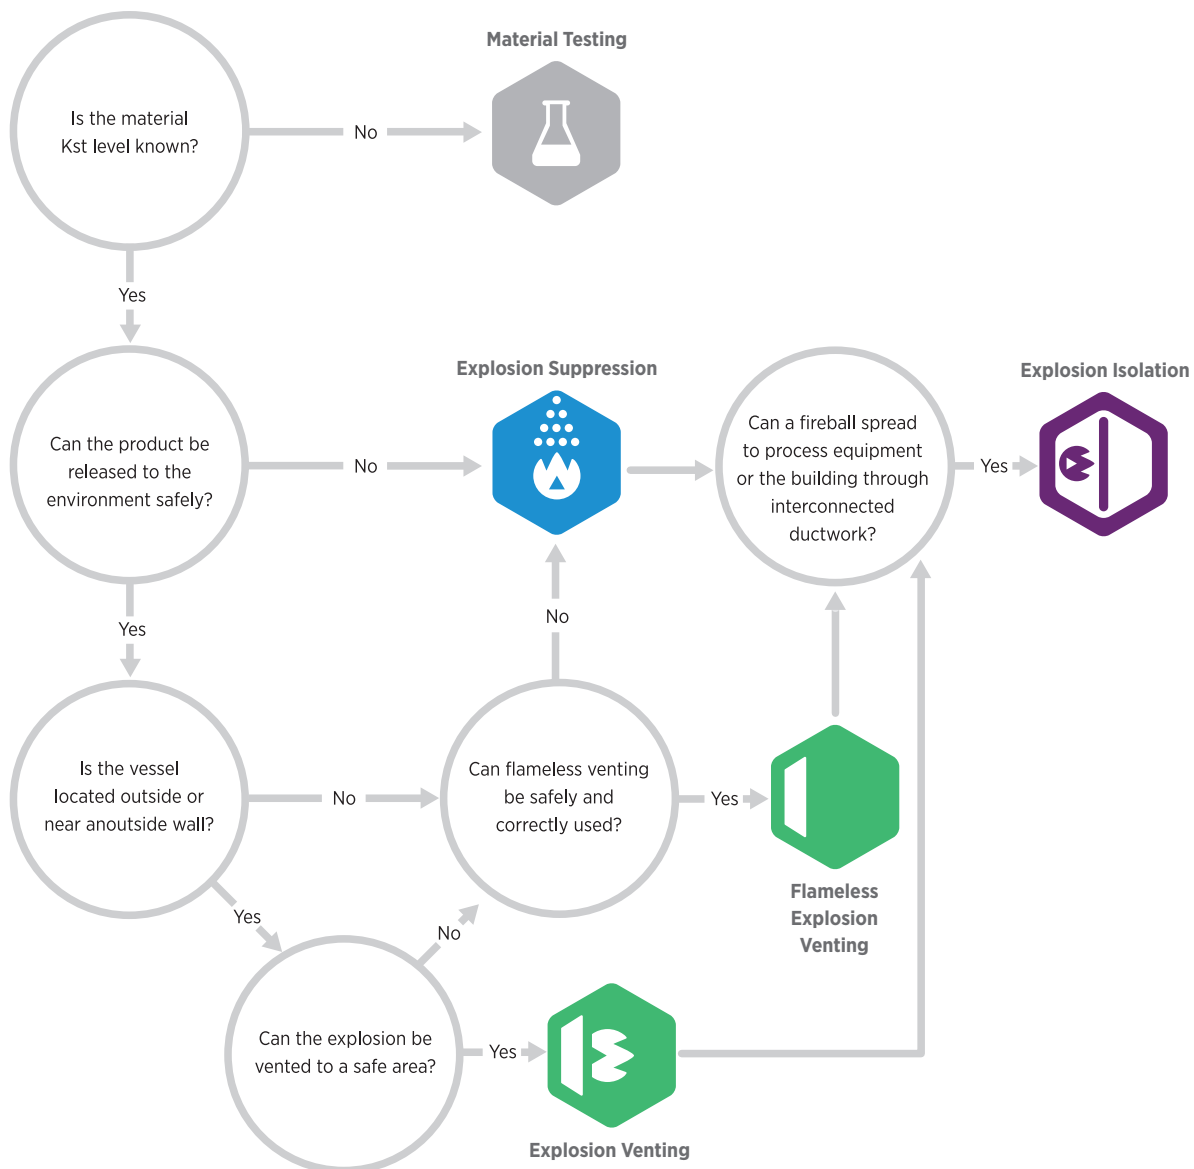 Material Testing
Is the material
Kst level known?
No
Yes
Explosion Suppression
Explosion Isolation
Can the product be
released to the
environment safely?
No
Can a fireball spread
to process equipment
or the building through
interconnected
ductwork?
Yes
Yes
No
Is the vessel
located outside or
near anoutside wall?
No
Can flameless venting
be safely and
correctly used?
Yes
Flameless
Explosion
Venting
Yes
No
Can the explosion be
vented to a safe area?
Yes
Explosion Venting